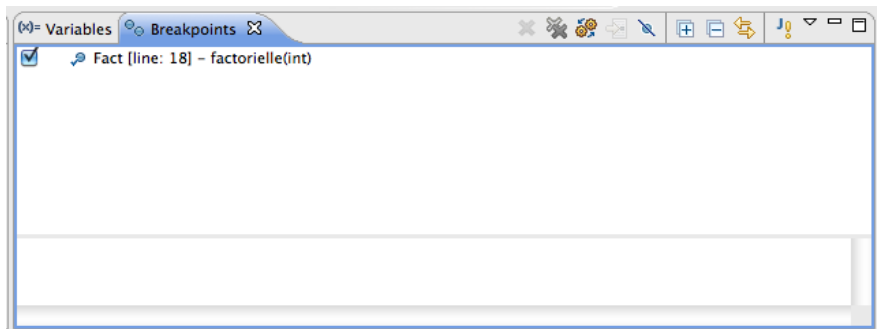 (x)= Variables Breakpoints
Fact [line: 18] – factorielle(int)